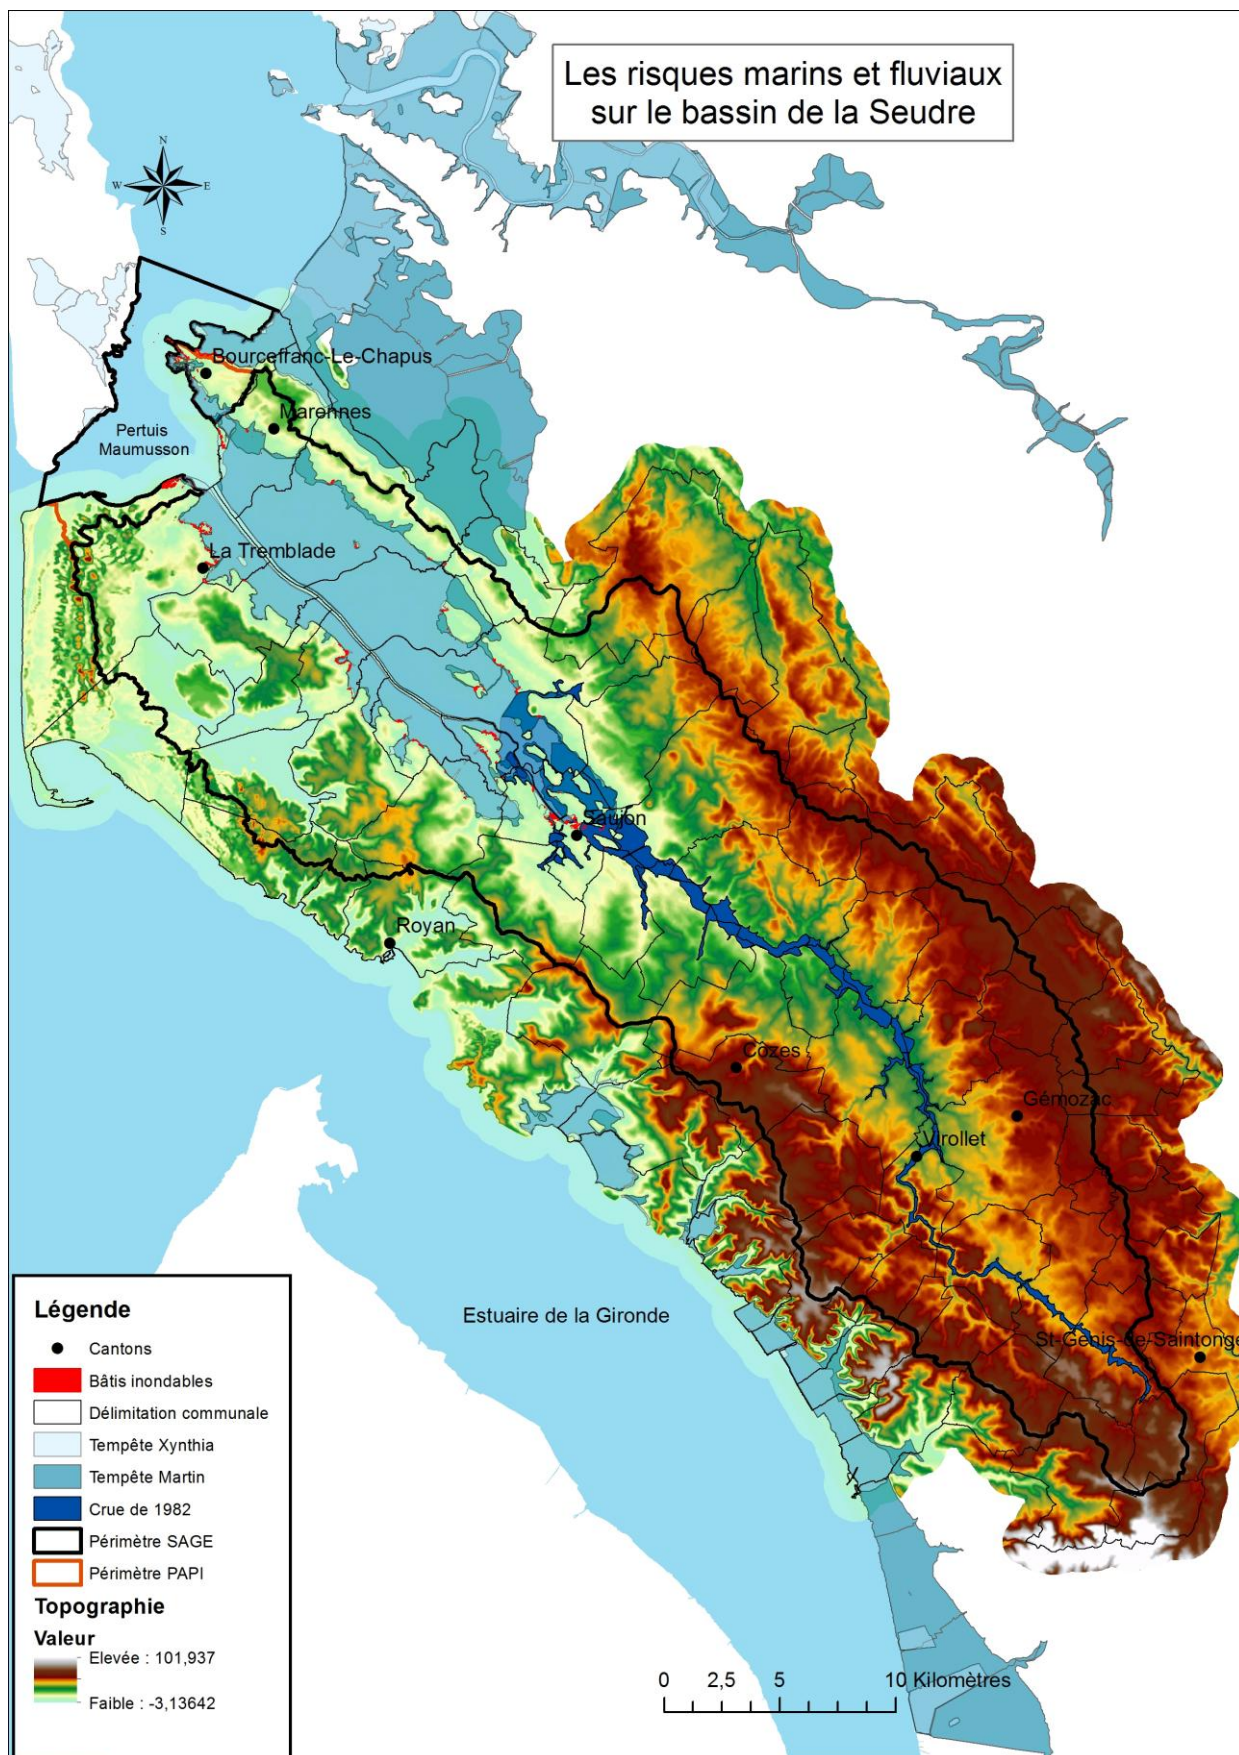 Les risques marins et fluviaux
sur le bassin de la Seudre
N
W
E
S
Bourcefranc-Le-Chapus
Marennes
Pertuis
Maumusson
La Tremblade
Saujon
Royan
Côzes
Gémozac
Virollet
Estuaire de la Gironde
St-Genis-de-Saintonge
Légende
Cantons
Bâtis inondables
Délimitation communale
Tempête Xynthia
Tempête Martin
Crue de 1982
Périmètre SAGE
Périmètre PAPI
Topographie
Valeur
Elevée : 101,937
Faible : -3,13642
0 2,5 5 10 Kilomètres